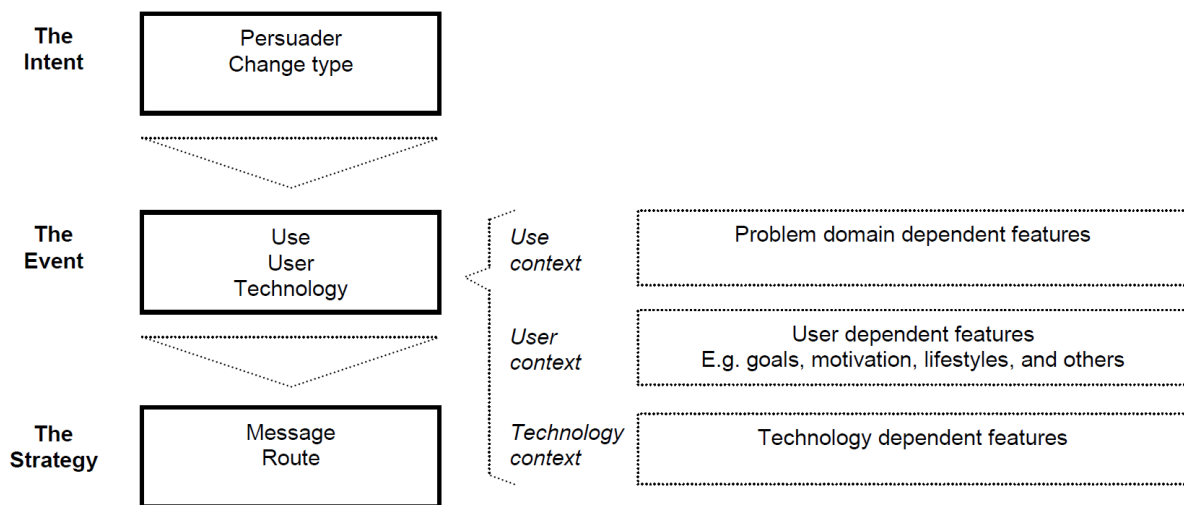 The
Intent
Persuader
Change type
The
Event
Use
User
Technology
Use
context
Problem domain dependent features
User
context
User dependent features
E.g. goals, motivation, lifestyles, and others
The
Strategy
Message
Route
Technology
context
Technology dependent features